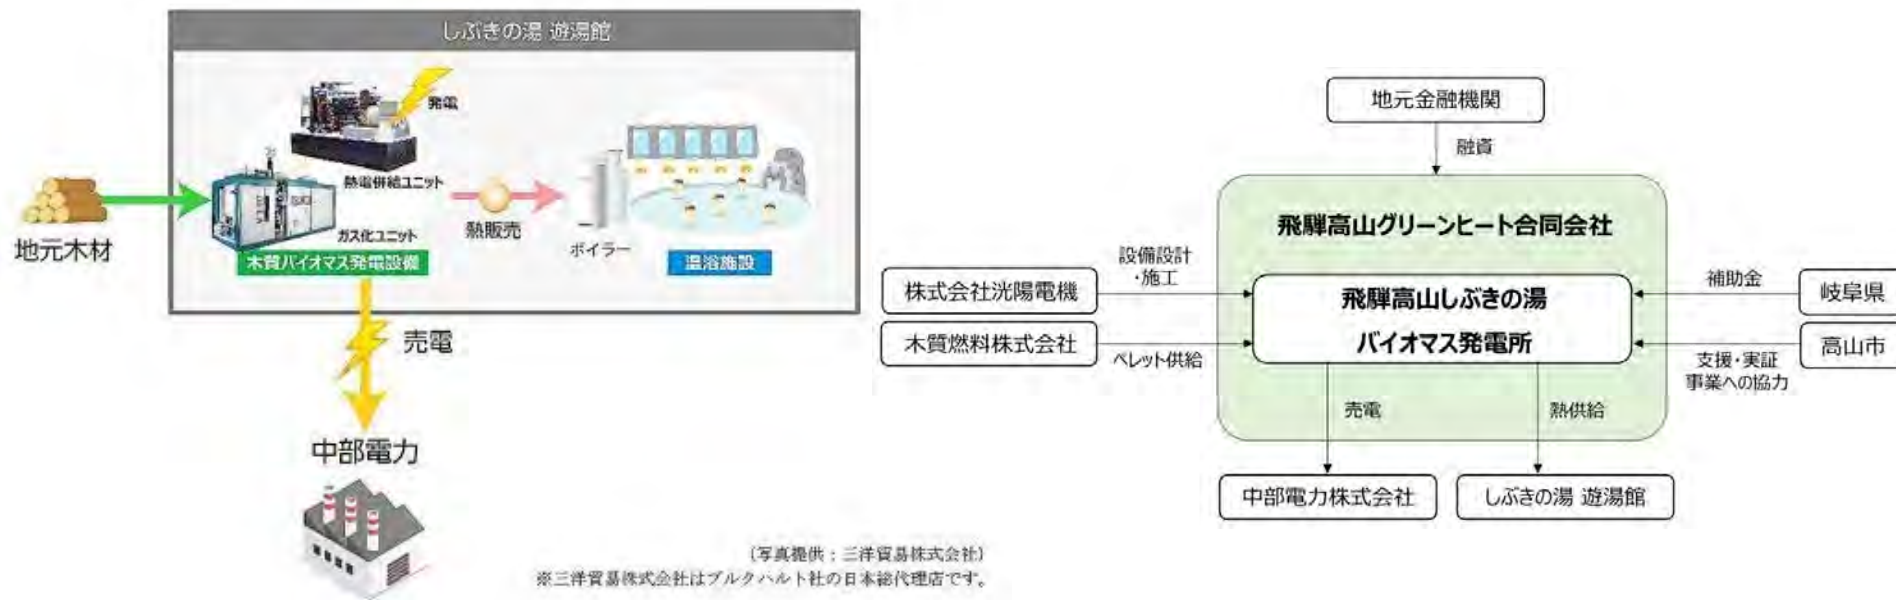 しぶきの湯 遊湯館
発電
熱電併給ユニット
ガス化ユニット
木質バイオマス発電設備
熱販売
ボイラー
温浴施設
地元木材
売電
中部電力
(写真提供：三洋貿易株式会社)
※三洋貿易株式会社はブルクハルト社の日本総代理店です。
地元金融機関
融資
飛騨高山グリーンヒート合同会社
株式会社洸陽電機
設備設計
・施工
木質燃料株式会社
ペレット供給
飛騨高山しぶきの湯
バイオマス発電所
補助金
岐阜県
高山市
支援・実証
事業への協力
売電
熱供給
中部電力株式会社
しぶきの湯 遊湯館